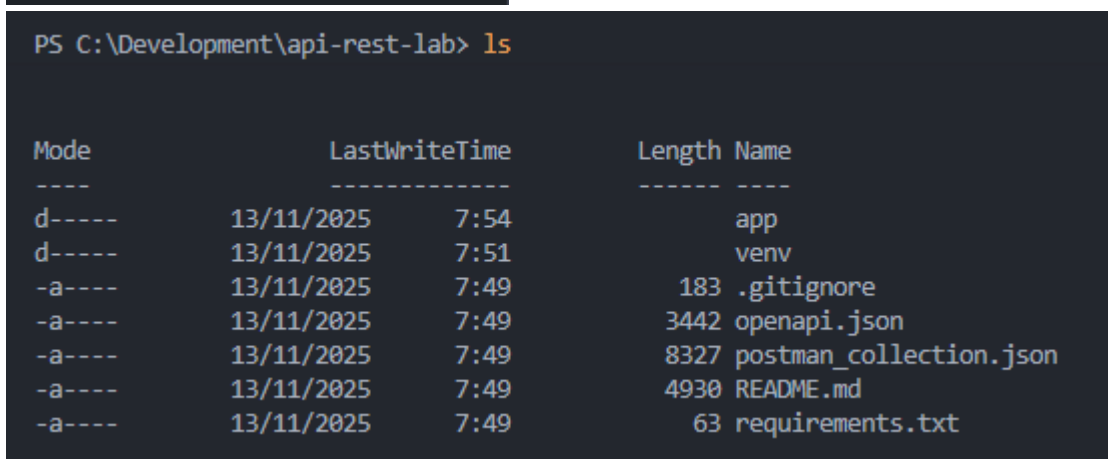 PS C:\Development\api-rest-lab> ls
Mode LastWriteTime Length Name
---- ------------- ------ ----
d----- 13/11/2025 7:54 app
d----- 13/11/2025 7:51 venv
-a---- 13/11/2025 7:49 183 .gitignore
-a---- 13/11/2025 7:49 3442 openapi.json
-a---- 13/11/2025 7:49 8327 postman_collection.json
-a---- 13/11/2025 7:49 4930 README.md
-a---- 13/11/2025 7:49 63 requirements.txt